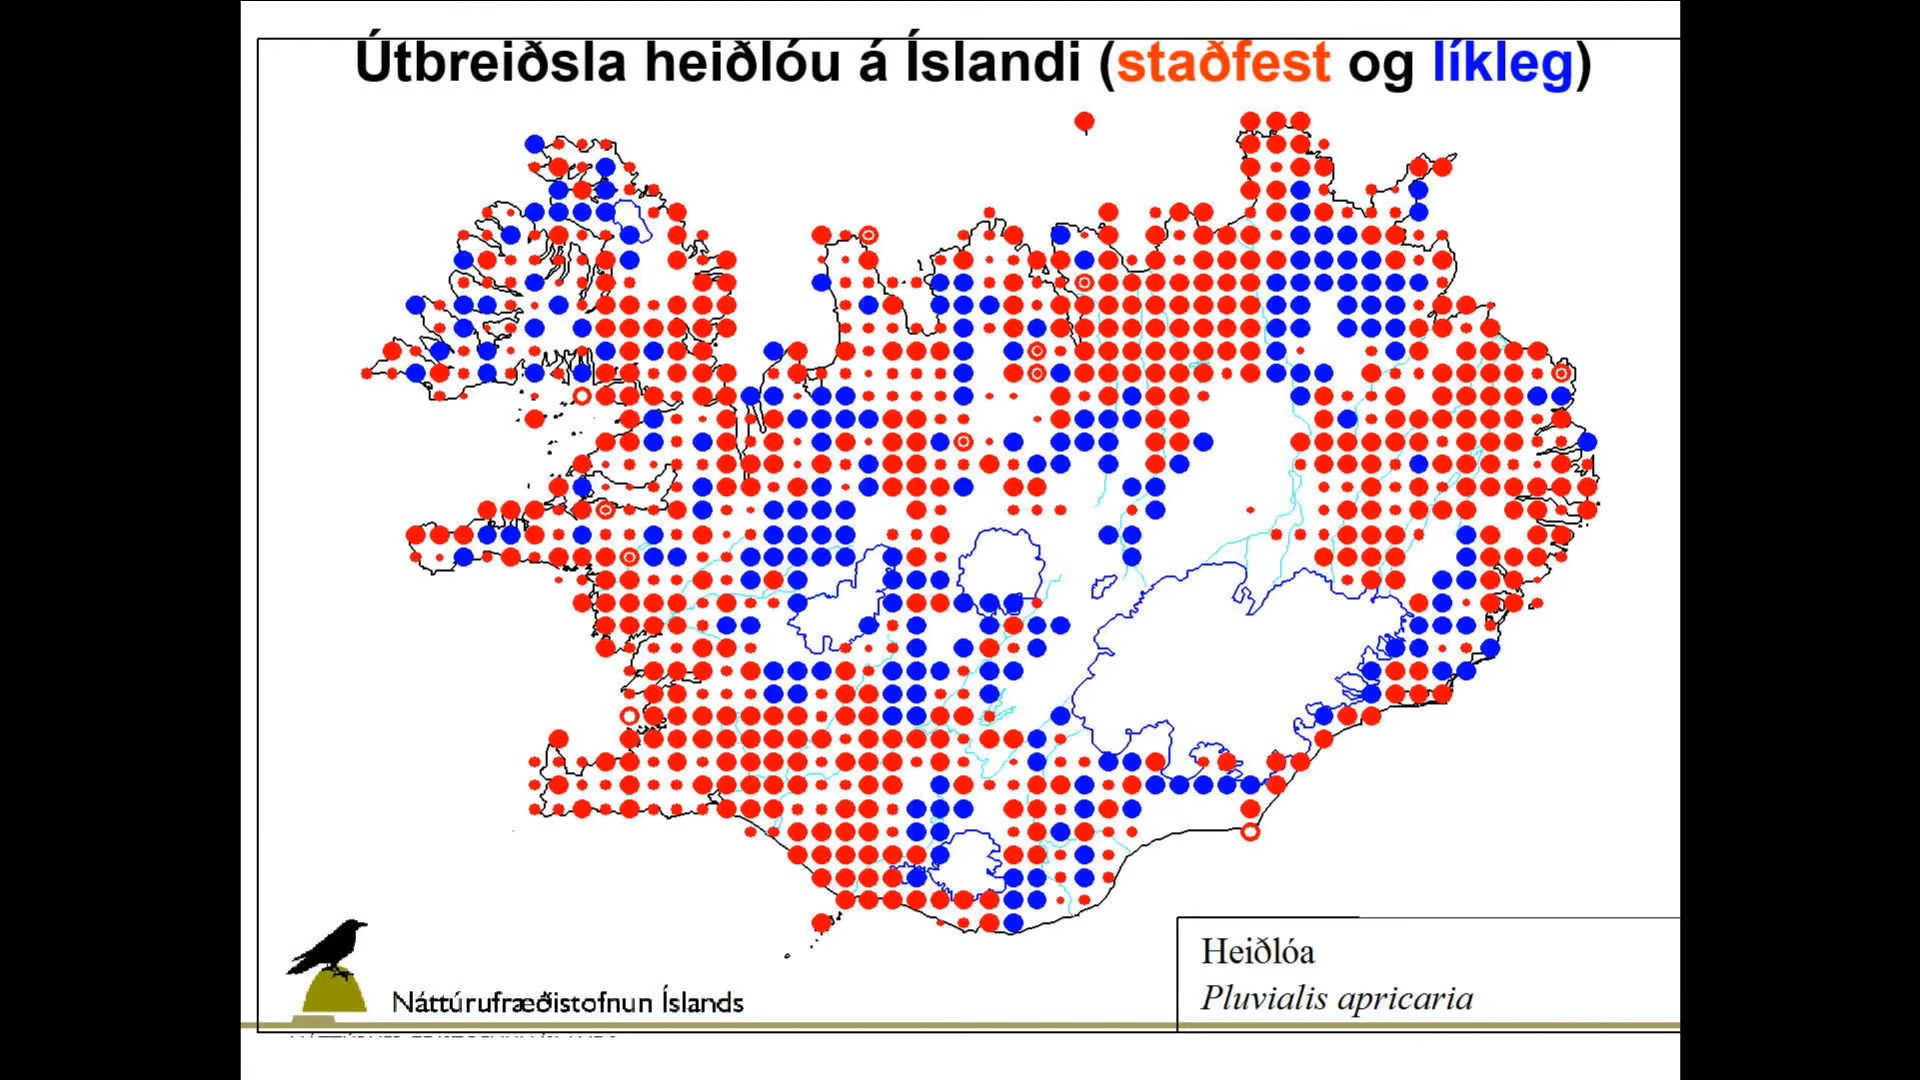 Útbreiðsla heiðlóu á Íslandi (staðfest og líkleg)
Heiðlóa
Pluvialis apricaria
Náttúrufræðistofnun Íslands